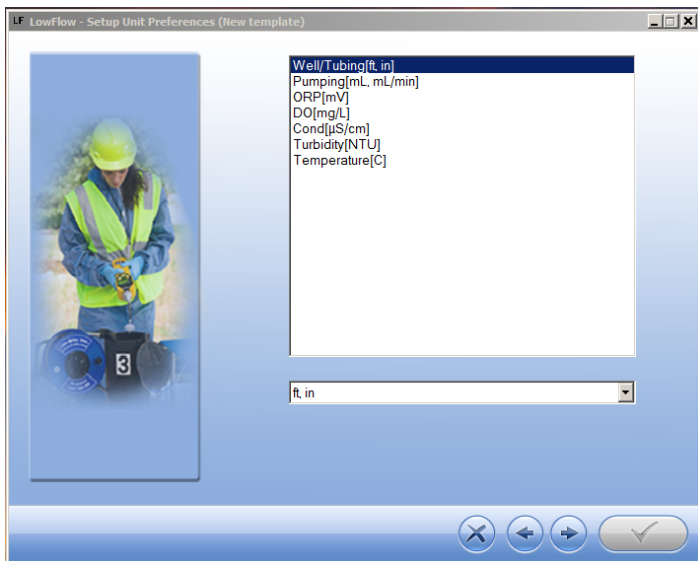 LF LowFlow - Setup Unit Preferences (New template)
Well/Tubing[ft, in]
Pumping[mL, mL/min]
ORP[mV]
DO[mg/L]
Cond[µS/cm]
Turbidity[NTU]
Temperature[C]
3
ft, in